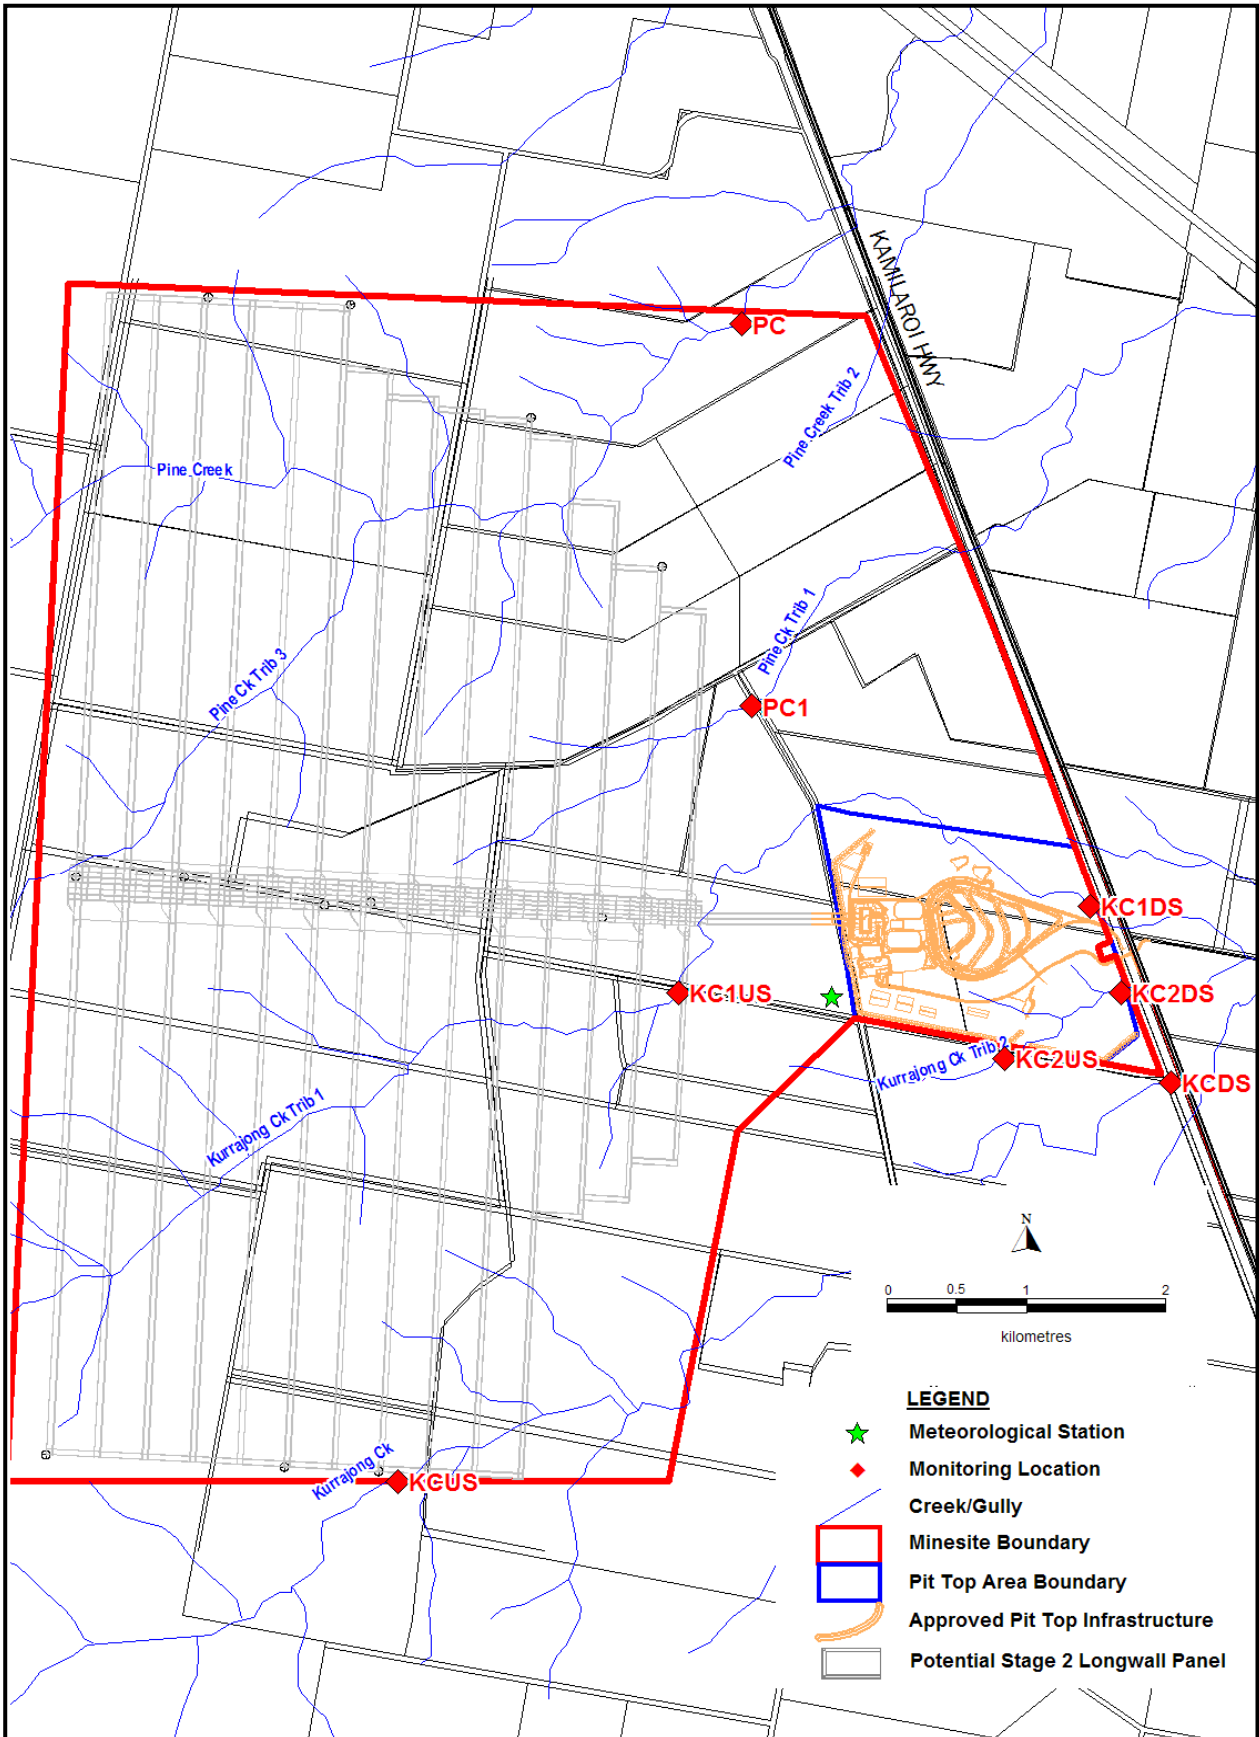 KAMILAROI HWY
PC
Pine Creek Trib 2
Pine Creek
Pine Ck Trib 1
Pine Ck Trib 3
PC1
KC1DS
KC1US
KC2DS
KC2US
Kurrajong Ck Trib 2
KCDS
Kurrajong Ck Trib 1
N
0 0.5 1 2
kilometres
LEGEND
Meteorological Station
Monitoring Location
Creek/Gully
Minesite Boundary
Pit Top Area Boundary
Approved Pit Top Infrastructure
Potential Stage 2 Longwall Panel
Kurrajong Ck
KCUS